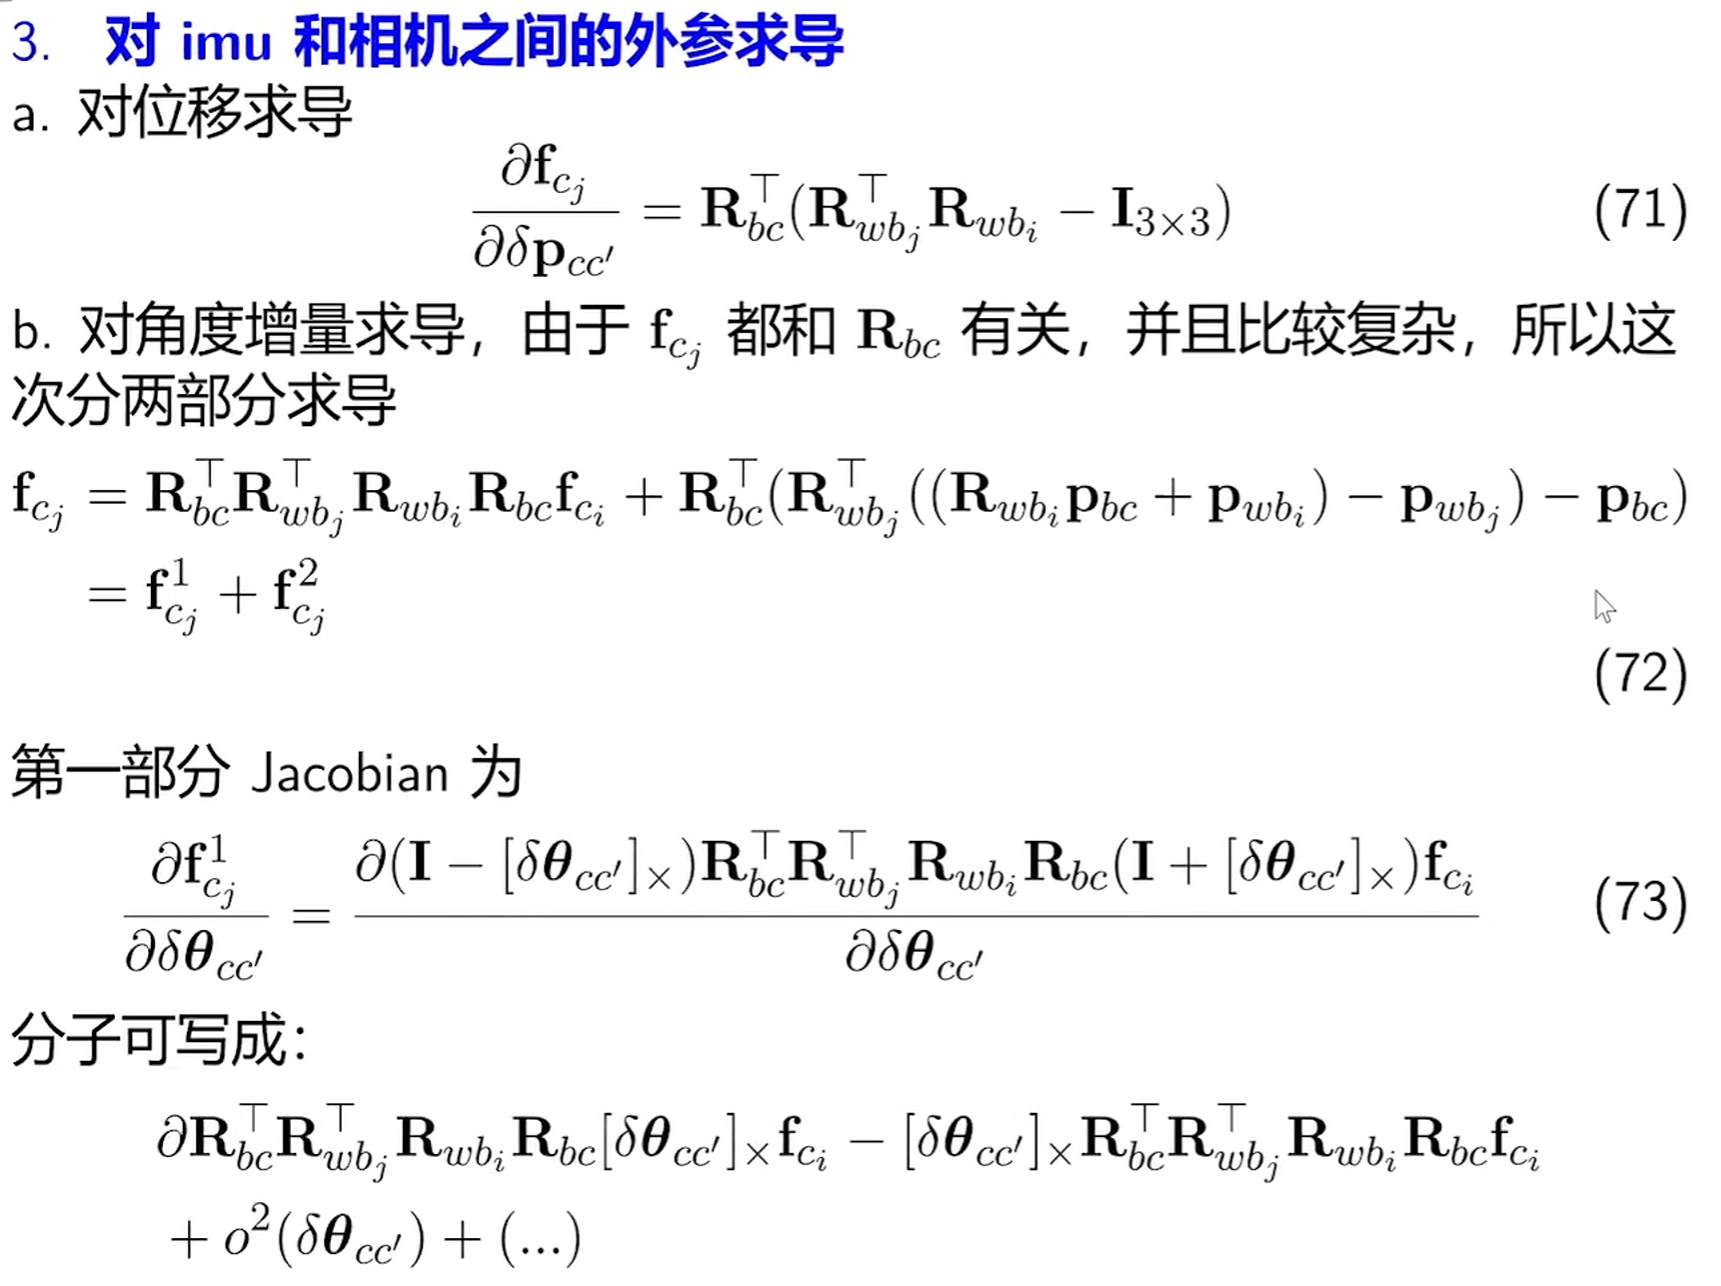 3. 对 imu 和相机之间的外参求导
a. 对位移求导
$\frac{\partial \mathbf{f}_{c_j}}{\partial \delta \mathbf{p}_{cc'}} = \mathbf{R}_{bc}^{\top}(\mathbf{R}_{wb_j}^{\top}\mathbf{R}_{wb_i} - \mathbf{I}_{3\times3})$ (71)
b. 对角度增量求导，由于 $\mathbf{f}_{c_j}$ 都和 $\mathbf{R}_{bc}$ 有关，并且比较复杂，所以这
次分两部分求导
$\mathbf{f}_{c_j} = \mathbf{R}_{bc}^{\top}\mathbf{R}_{wb_j}^{\top}\mathbf{R}_{wb_i}\mathbf{R}_{bc}\mathbf{f}_{c_i} + \mathbf{R}_{bc}^{\top}(\mathbf{R}_{wb_j}^{\top}((\mathbf{R}_{wb_i}\mathbf{p}_{bc} + \mathbf{p}_{wb_i}) - \mathbf{p}_{wb_j}) - \mathbf{p}_{bc})$
$= \mathbf{f}_{c_j}^{1} + \mathbf{f}_{c_j}^{2}$
(72)
第一部分 Jacobian 为
$\frac{\partial \mathbf{f}_{c_j}^{1}}{\partial \delta \boldsymbol{\theta}_{cc'}} = \frac{\partial (\mathbf{I} - [\delta \boldsymbol{\theta}_{cc'}]_{\times})\mathbf{R}_{bc}^{\top}\mathbf{R}_{wb_j}^{\top}\mathbf{R}_{wb_i}\mathbf{R}_{bc}(\mathbf{I} + [\delta \boldsymbol{\theta}_{cc'}]_{\times})\mathbf{f}_{c_i}}{\partial \delta \boldsymbol{\theta}_{cc'}}$ (73)
分子可写成：
$\partial \mathbf{R}_{bc}^{\top}\mathbf{R}_{wb_j}^{\top}\mathbf{R}_{wb_i}\mathbf{R}_{bc}[\delta \boldsymbol{\theta}_{cc'}]_{\times}\mathbf{f}_{c_i} - [\delta \boldsymbol{\theta}_{cc'}]_{\times}\mathbf{R}_{bc}^{\top}\mathbf{R}_{wb_j}^{\top}\mathbf{R}_{wb_i}\mathbf{R}_{bc}\mathbf{f}_{c_i}$
$+ o^{2}(\delta \boldsymbol{\theta}_{cc'}) + (...)$